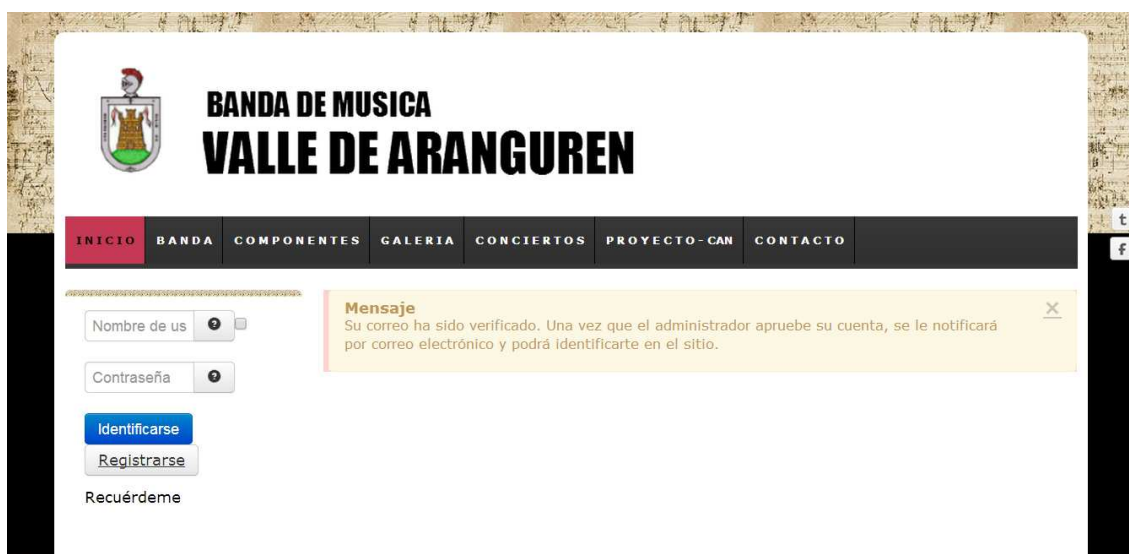 BANDA DE MUSICA
VALLE DE ARANGUREN
INICIO BANDA COMPONENTES GALERIA CONCIERTOS PROYECTO-CAN CONTACTO
t
f
Nombre de us
Contraseña
Identificarse
Registrarse
Recuérdeme
Mensaje
Su correo ha sido verificado. Una vez que el administrador apruebe su cuenta, se le notificará
por correo electrónico y podrá identificarte en el sitio.